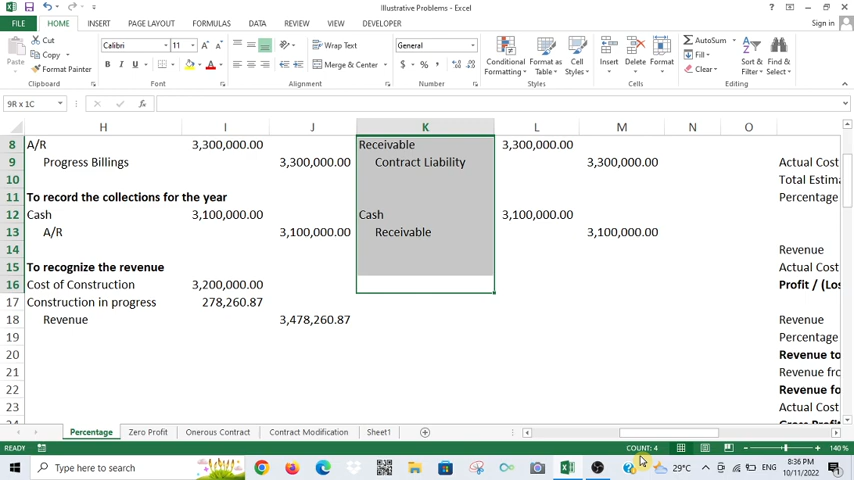 Illustrative Problems - Excel
Sign in
FILE HOME INSERT PAGE LAYOUT FORMULAS DATA REVIEW VIEW DEVELOPER
Cut Calibri 11 Wrap Text General AutoSum
Copy Fill
Paste Format Painter B I U Merge & Center $ % Conditional Formatting Format as Table Cell Styles Insert Delete Format Clear Sort & Filter Find & Select
Clipboard Font Alignment Number Styles Cells Editing
9R x 1C
H I J K L M N O
8 A/R 3,300,000.00 Receivable 3,300,000.00
9 Progress Billings 3,300,000.00 Contract Liability 3,300,000.00 Actual Cost
10 Total Estima
11 To record the collections for the year Percentage
12 Cash 3,100,000.00 Cash 3,100,000.00
13 A/R 3,100,000.00 Receivable 3,100,000.00
14 Revenue
15 To recognize the revenue Actual Cost
16 Cost of Construction 3,200,000.00 Profit / (Los
17 Construction in progress 278,260.87
18 Revenue 3,478,260.87 Revenue
19 Percentage
20 Revenue to
21 Revenue fro
22 Revenue fo
23 Actual Cost
Percentage Zero Profit Onerous Contract Contract Modification Sheet1
READY COUNT: 4 140%
Type here to search 29°C ENG 8:36 PM
10/11/2022